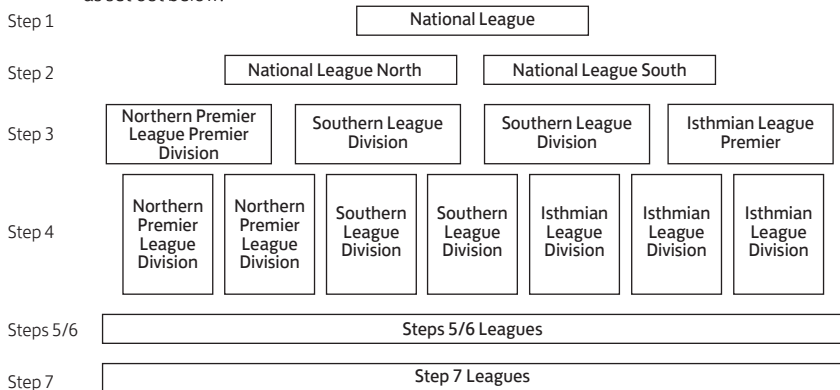 Step 1
National League
Step 2
National League North
National League South
Step 3
Northern Premier
League Premier
Division
Southern League
Division
Southern League
Division
Isthmian League
Premier
Step 4
Northern
Premier
League
Division
Northern
Premier
League
Division
Southern
League
Division
Southern
League
Division
Isthmian
League
Division
Isthmian
League
Division
Isthmian
League
Division
Steps 5/6
Steps 5/6 Leagues
Step 7
Step 7 Leagues